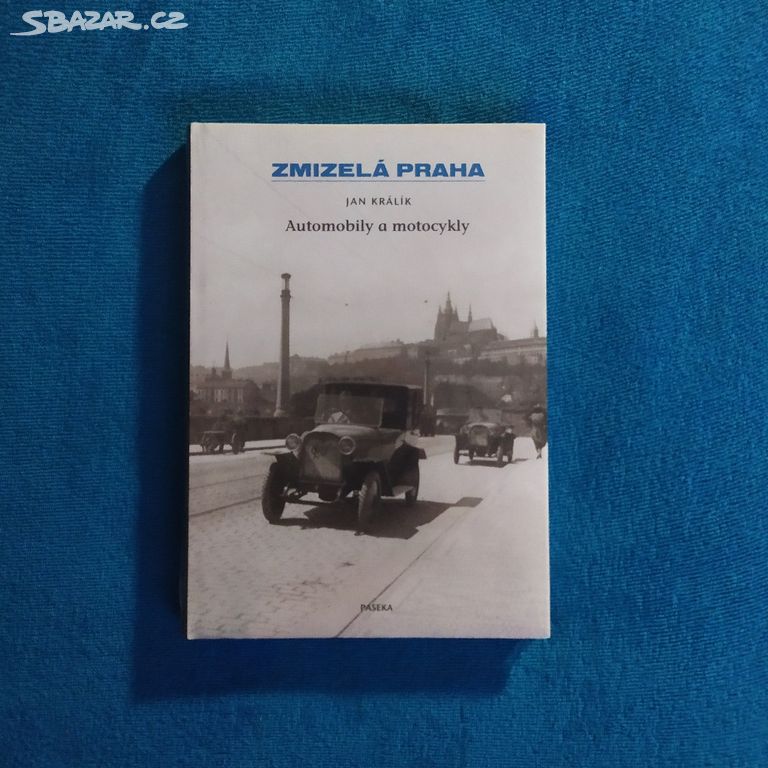 SBAZAR.CZ
ZMIZELÁ PRAHA
JAN KRÁLÍK
Automobily a motocykly
PASEKA